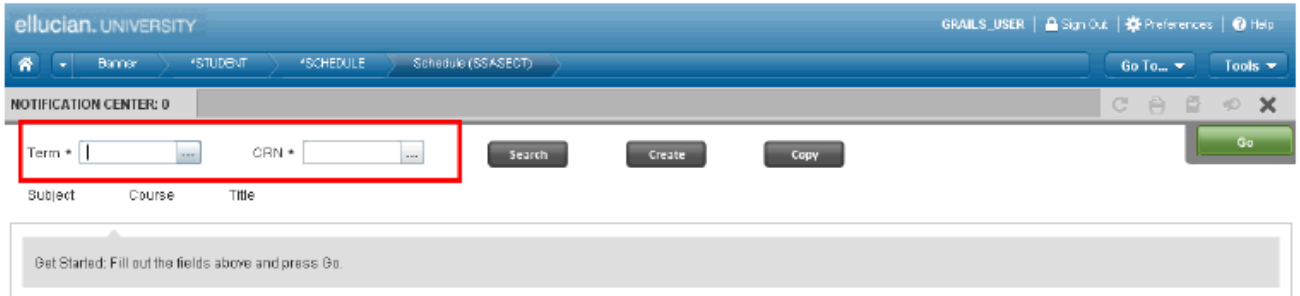 ellucian. UNIVERSITY GRAILS_USER | Sign Out | Preferences | Help
Banner *STUDENT *SCHEDULE Schedule (SSASECT) Go To... Tools
NOTIFICATION CENTER: 0
Term * ... CRN * ... Search Create Copy Go
Subject Course Title
Get Started: Fill out the fields above and press Go.